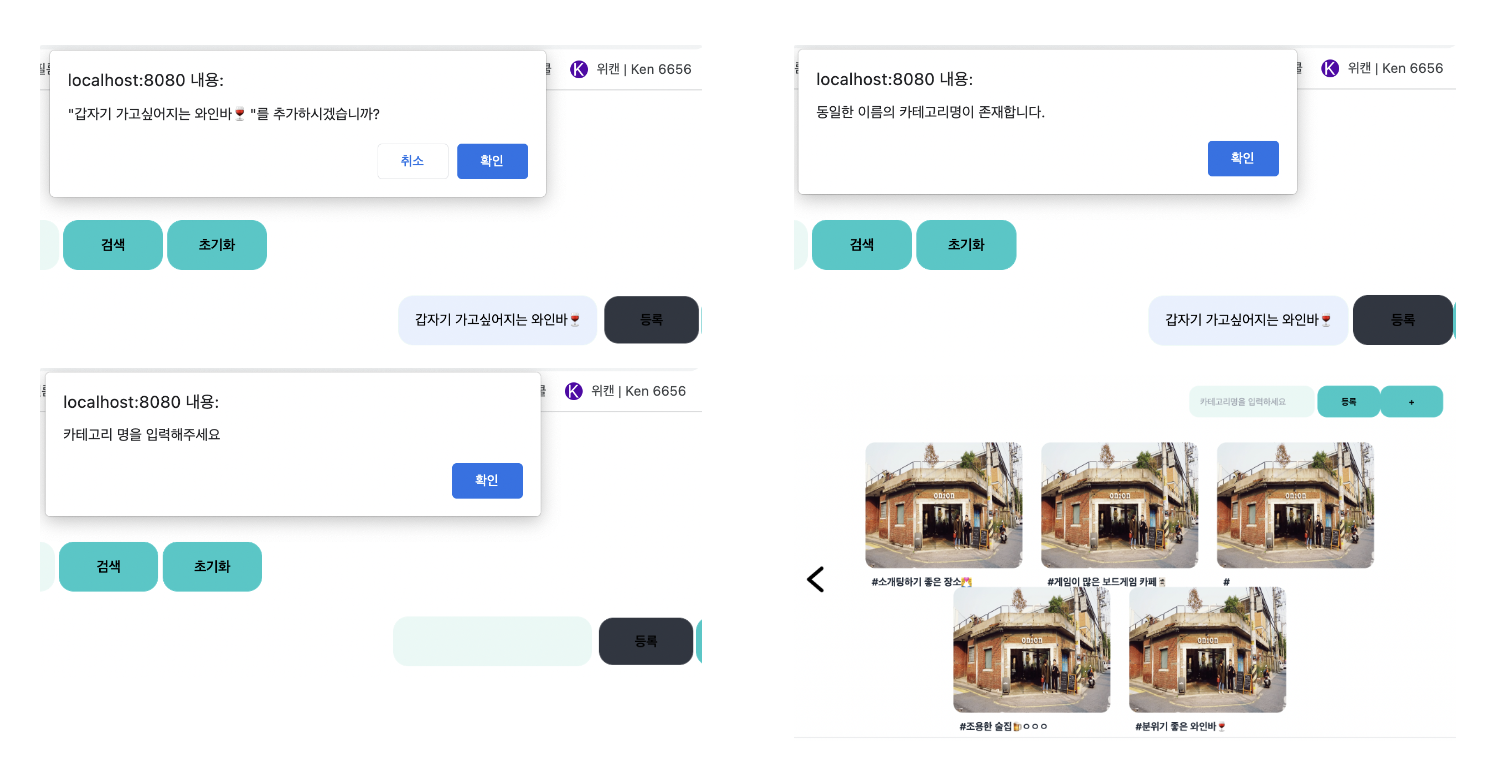 localhost:8080 내용:
"갑자기 가고싶어지는 와인바🍷 "를 추가하시겠습니까?
취소 확인
위캔 | Ken 6656
K
검색 초기화
갑자기 가고싶어지는 와인바🍷 등록
localhost:8080 내용:
카테고리 명을 입력해주세요
확인
K 위캔 | Ken 6656
검색 초기화
등록
localhost:8080 내용:
동일한 이름의 카테고리명이 존재합니다.
확인
K 위캔 | Ken 6656
검색 초기화
갑자기 가고싶어지는 와인바🍷 등록
카테고리명을 입력하세요 등록 +
onion onion onion
#소개팅하기 좋은 장소 #게임이 많은 보드게임 카페 #
onion onion
#조용한 술집🍺ㅇㅇㅇ #분위기 좋은 와인바🍷